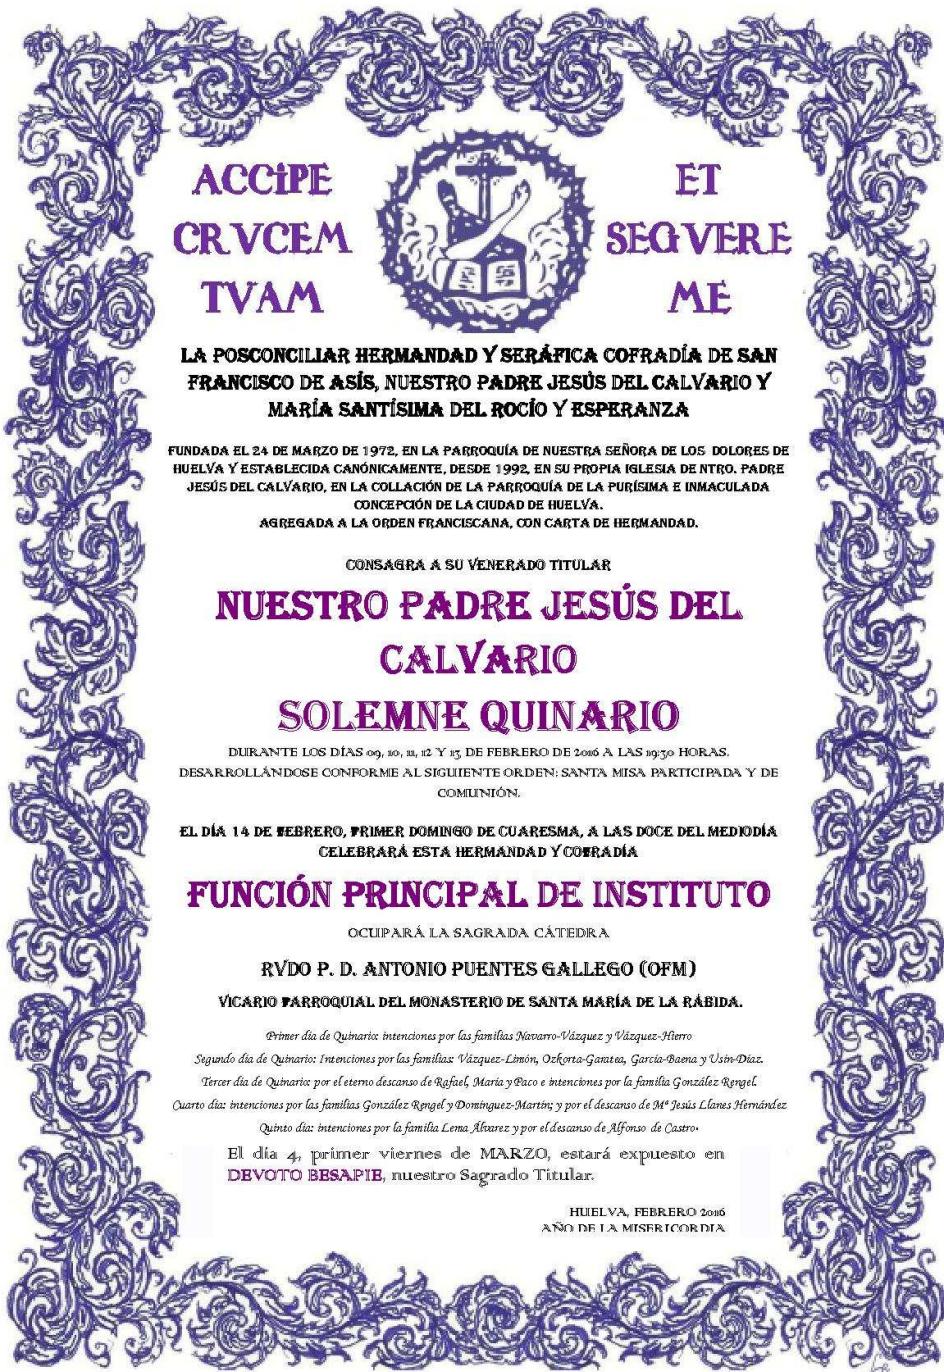 ACCIPE
CRVCEM
TVAM
ET
SEQVERE
ME
LA POSCONCILIAR HERMANDAD Y SERÁFICA COFRADÍA DE SAN
FRANCISCO DE ASÍS, NUESTRO PADRE JESÚS DEL CALVARIO Y
MARÍA SANTÍSIMA DEL ROCÍO Y ESPERANZA
FUNDADA EL 24 DE MARZO DE 1972, EN LA PARROQUÍA DE NUESTRA SEÑORA DE LOS DOLORES DE
HUELVA Y ESTABLECIDA CANÓNICAMENTE, DESDE 1992, EN SU PROPIA IGLESIA DE NTRO. PADRE
JESÚS DEL CALVARIO, EN LA COLLACIÓN DE LA PARROQUÍA DE LA PURÍSIMA E INMACULADA
CONCEPCIÓN DE LA CIUDAD DE HUELVA.
AGREGADA A LA ORDEN FRANCISCANA, CON CARTA DE HERMANDAD.
CONSAGRA A SU VENERADO TITULAR
NUESTRO PADRE JESÚS DEL
CALVARIO
SOLEMNE QUINARIO
DURANTE LOS DÍAS 09, 10, 11, 12 Y 13 DE FEBRERO DE 2016 A LAS 19:30 HORAS.
DESARROLLÁNDOSE CONFORME AL SIGUIENTE ORDEN: SANTA MISA PARTICIPADA Y DE
COMUNIÓN.
EL DÍA 14 DE FEBRERO, PRIMER DOMINGO DE CUARESMA, A LAS DOCE DEL MEDIODÍA
CELEBRARÁ ESTA HERMANDAD Y COFRADÍA
FUNCIÓN PRINCIPAL DE INSTITUTO
OCUPARÁ LA SAGRADA CÁTEDRA
RVDO P. D. ANTONIO PUENTES GALLEGO (OFM)
VICARIO PARROQUIAL DEL MONASTERIO DE SANTA MARÍA DE LA RÁBIDA.
Primer día de Quinario: intenciones por las familias Navarro-Vázquez y Vázquez-Hierro
Segundo día de Quinario: Intenciones por las familias: Vázquez-Limón, Ozkorta-Garatea, García-Baena y Usin-Díaz.
Tercer día de Quinario: por el eterno descanso de Rafael, María y Paco e intenciones por la familia González Rengel.
Cuarto día: intenciones por las familias González Rengel y Domínguez-Martín; y por el descanso de Mª Jesús Llanes Hernández
Quinto día: intenciones por la familia Lema Álvarez y por el descanso de Alfonso de Castro.
El día 4, primer viernes de MARZO, estará expuesto en
DEVOTO BESAPIE, nuestro Sagrado Titular.
HUELVA, FEBRERO 2016
AÑO DE LA MISERICORDIA